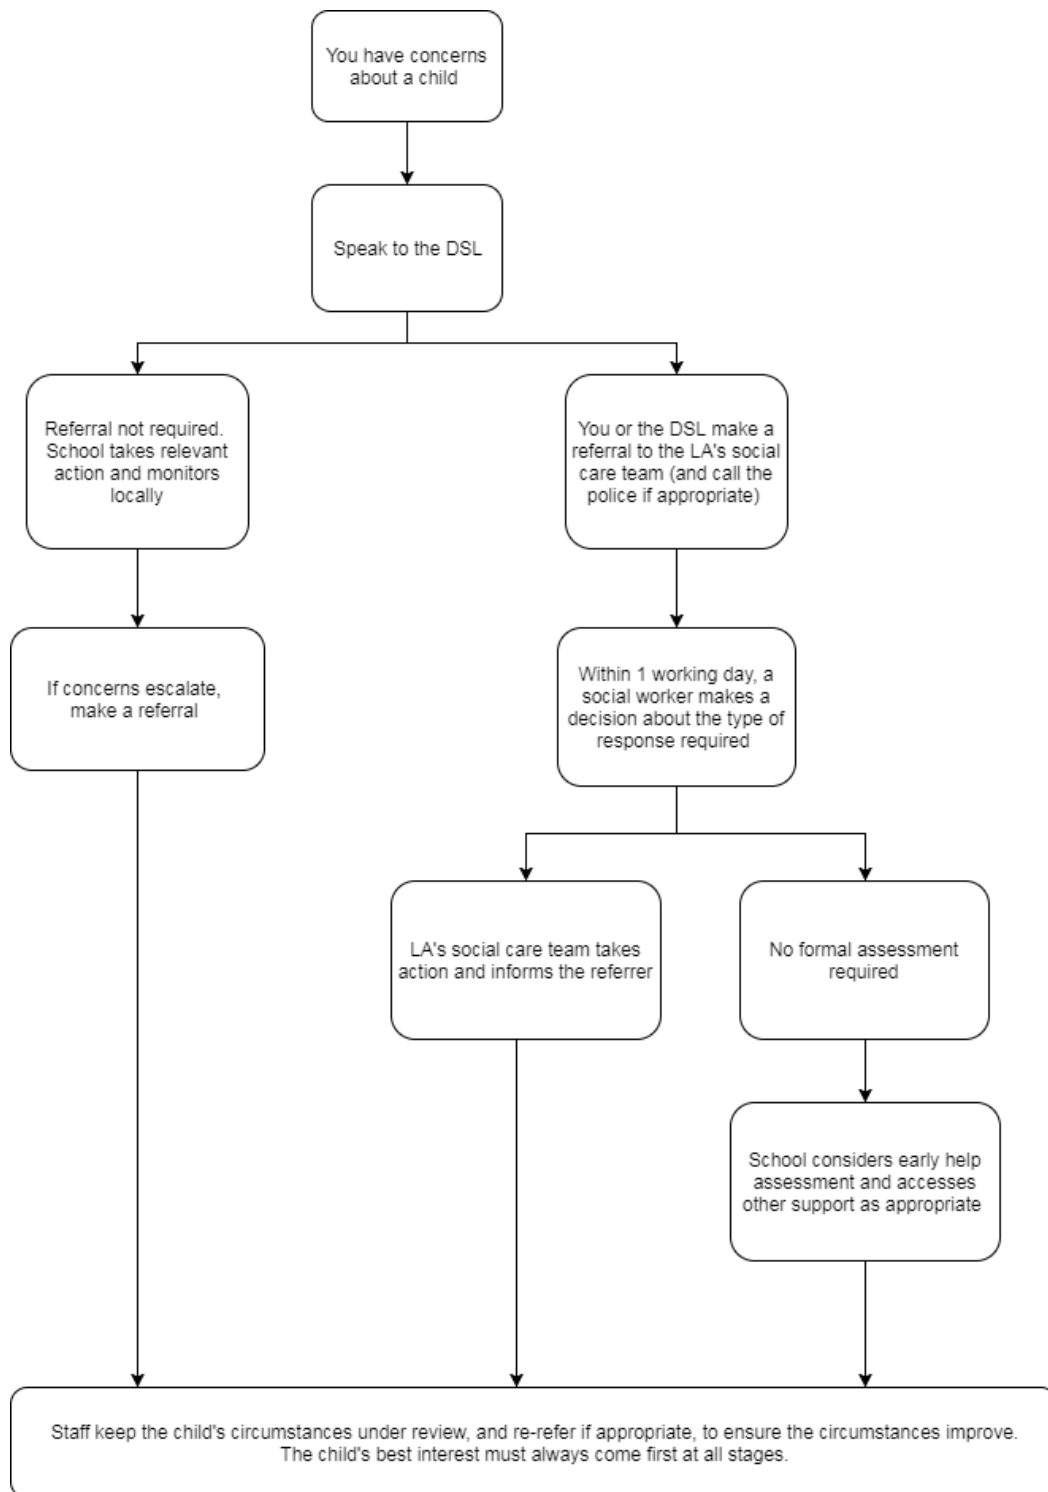 You have concerns
about a child
Speak to the DSL
Referral not required.
School takes relevant
action and monitors
locally
You or the DSL make a
referral to the LA's social
care team (and call the
police if appropriate)
If concerns escalate,
make a referral
Within 1 working day, a
social worker makes a
decision about the type of
response required
LA's social care team takes
action and informs the referrer
No formal assessment
required
School considers early help
assessment and accesses
other support as appropriate
Staff keep the child's circumstances under review, and re-refer if appropriate, to ensure the circumstances improve.
The child's best interest must always come first at all stages.